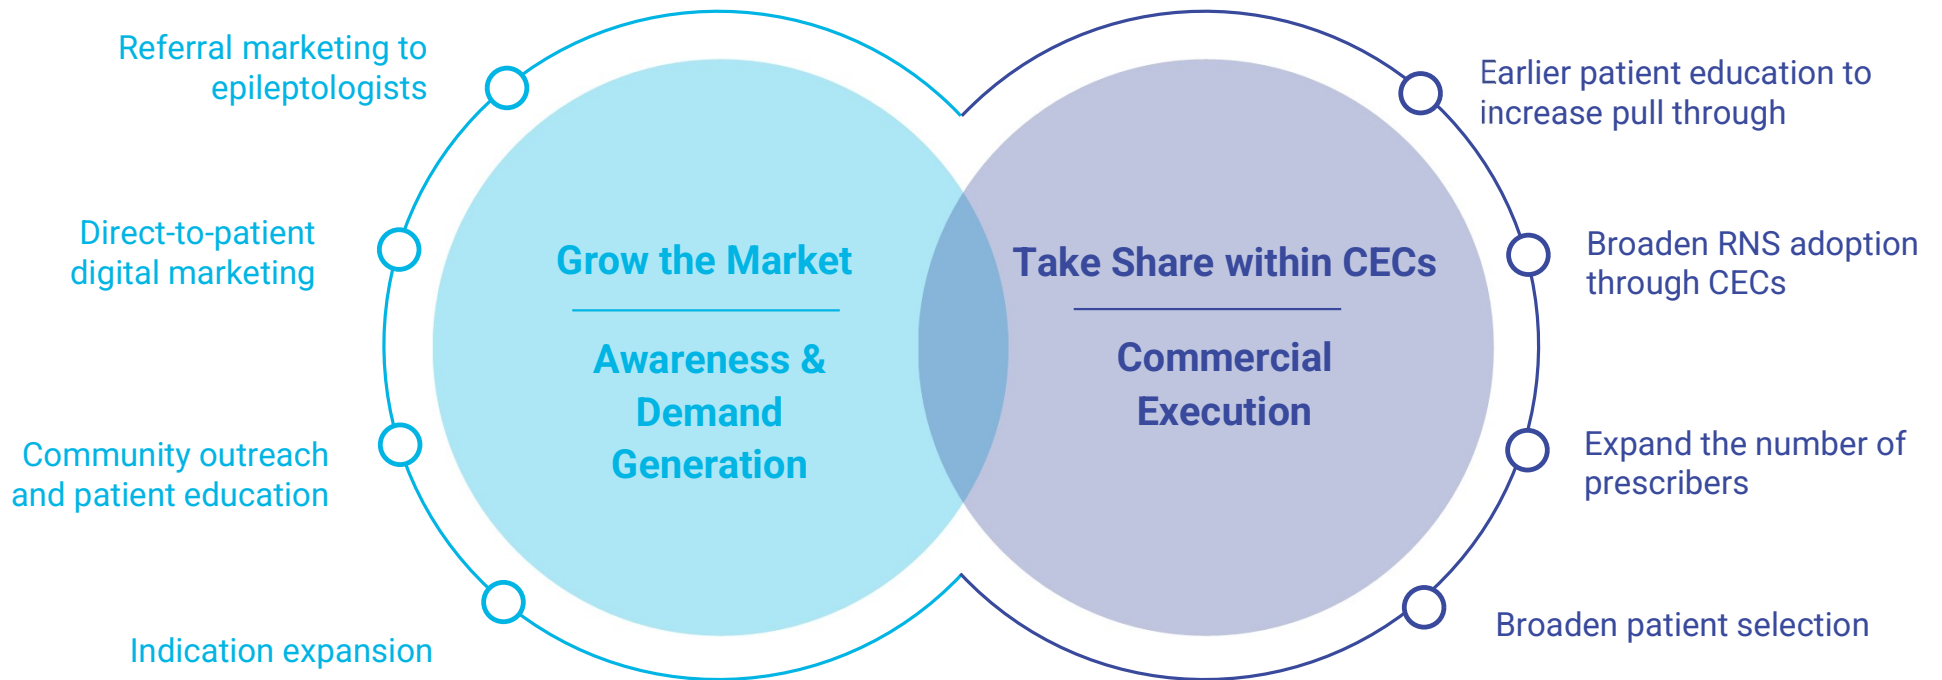 Referral marketing to
epileptologists
Direct-to-patient
digital marketing
Community outreach
and patient education
Indication expansion
Grow the Market
Awareness &
Demand
Generation
Take Share within CECs
Commercial
Execution
Earlier patient education to
increase pull through
Broaden RNS adoption
through CECs
Expand the number of
prescribers
Broaden patient selection